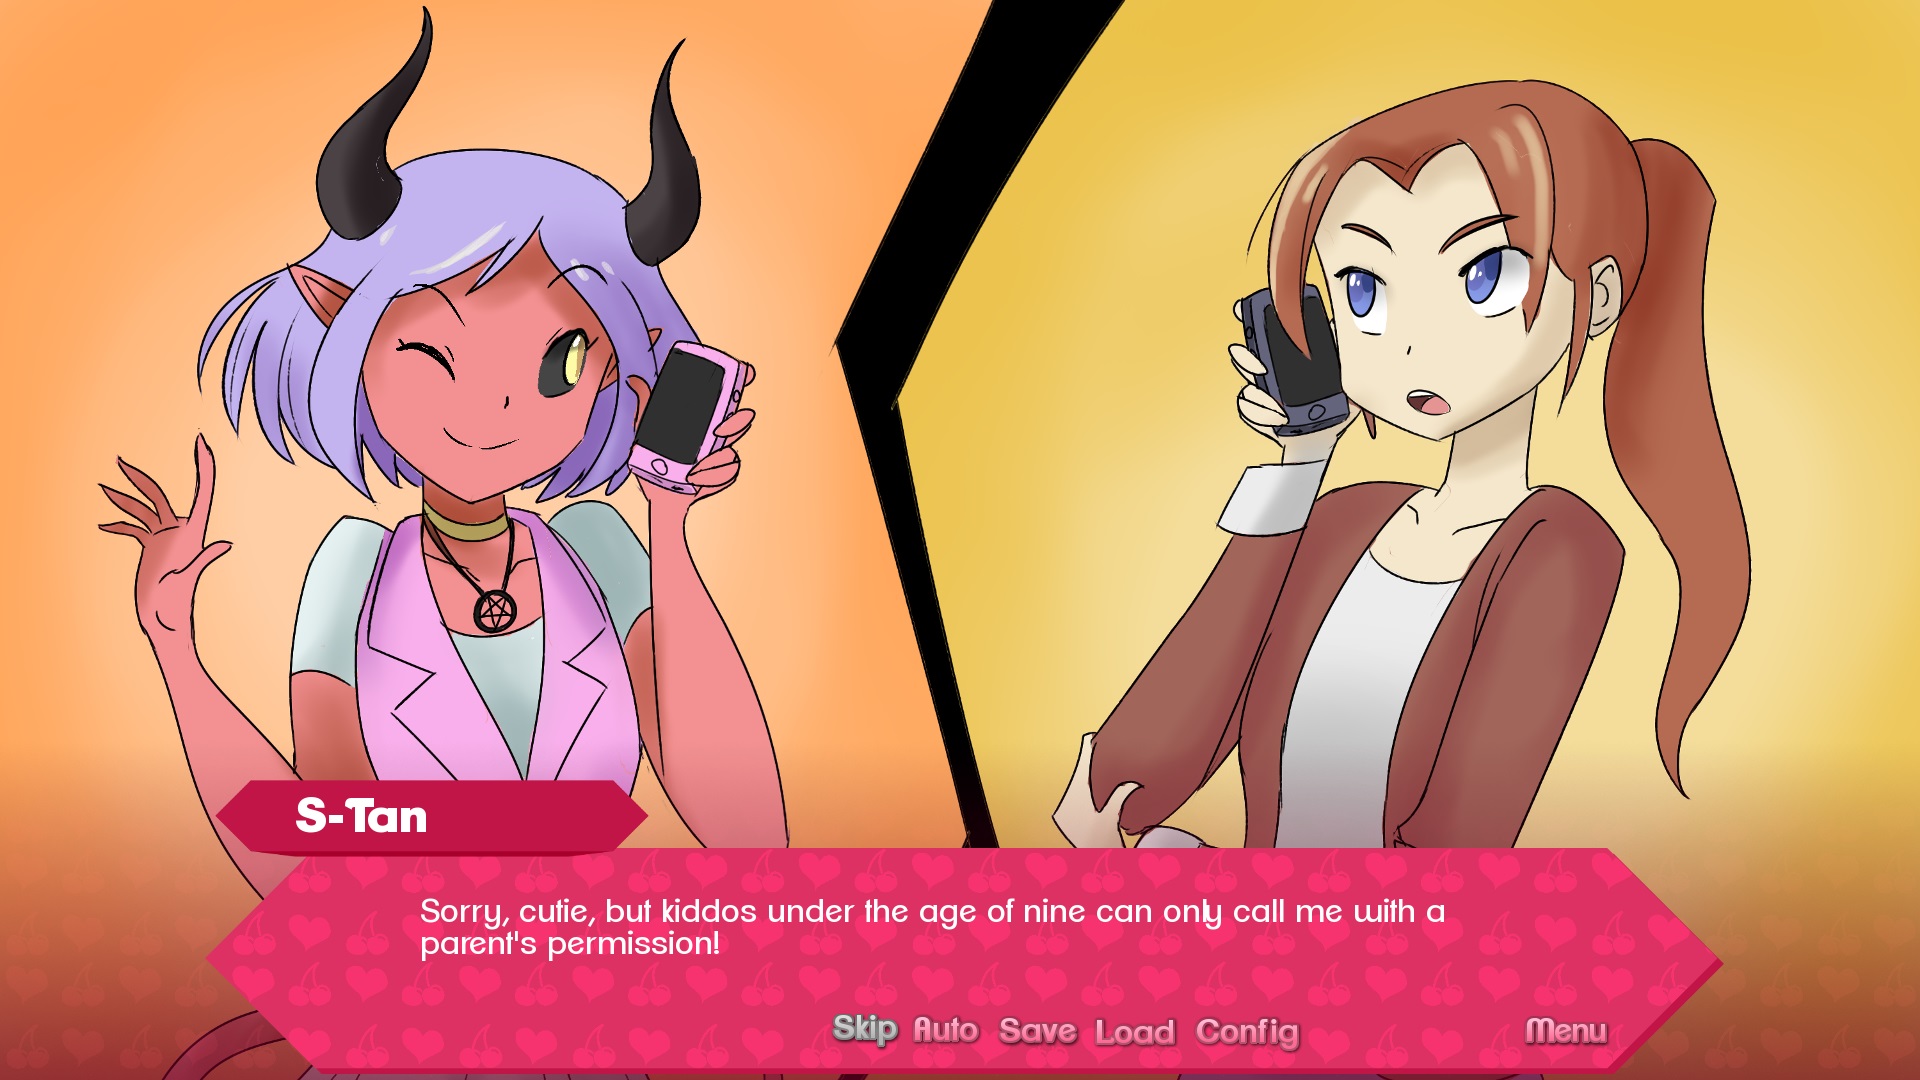 S-Tan
Sorry, cutie, but kiddos under the age of nine can only call me with a
parent's permission!
Skip Auto Save Load Config Menu